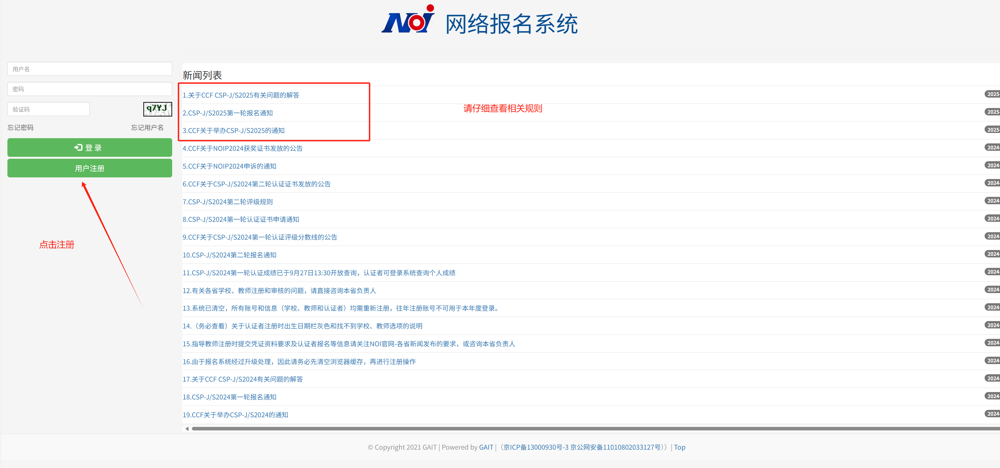 NOI 网络报名系统
用户名
密码
验证码
q7YJ
忘记密码 忘记用户名
登 录
用户注册
点击注册
新闻列表
1.关于CCF CSP-J/S2025有关问题的解答 2025-
2.CSP-J/S2025第一轮报名通知 2025-
3.CCF关于举办CSP-J/S2025的通知 2025-
请仔细查看相关规则
4.CCF关于NOIP2024获奖证书发放的公告 2024-
5.CCF关于NOIP2024申诉的通知 2024-
6.CCF关于CSP-J/S2024第二轮认证证书发放的公告 2024-
7.CSP-J/S2024第二轮评级规则 2024-
8.CSP-J/S2024第一轮认证证书申请通知 2024-
9.CCF关于CSP-J/S2024第一轮认证评级分数线的公告 2024-
10.CSP-J/S2024第二轮报名通知 2024-
11.CSP-J/S2024第一轮认证成绩已于9月27日13:30开放查询，认证者可登录系统查询个人成绩 2024-
12.有关各省学校、教师注册和审核的问题，请直接咨询本省负责人 2024-
13.系统已清空，所有账号和信息（学校、教师和认证者）均需重新注册，往年注册账号不可用于本年度登录。 2024-
14.（务必查看）关于认证者注册时出生日期栏灰色和找不到学校、教师选项的说明 2024-
15.指导教师注册时提交凭证资料要求及认证者报名等信息请关注NOI官网-各省新闻发布的要求，或咨询本省负责人 2024-
16.由于报名系统经过升级处理，因此请务必先清空浏览器缓存，再进行注册操作 2024-
17.关于CCF CSP-J/S2024有关问题的解答 2024-
18.CSP-J/S2024第一轮报名通知 2024-
19.CCF关于举办CSP-J/S2024的通知 2024-
© Copyright 2021 GAIT | Powered by GAIT |（京ICP备13000930号-3 京公网安备11010802033127号））| Top